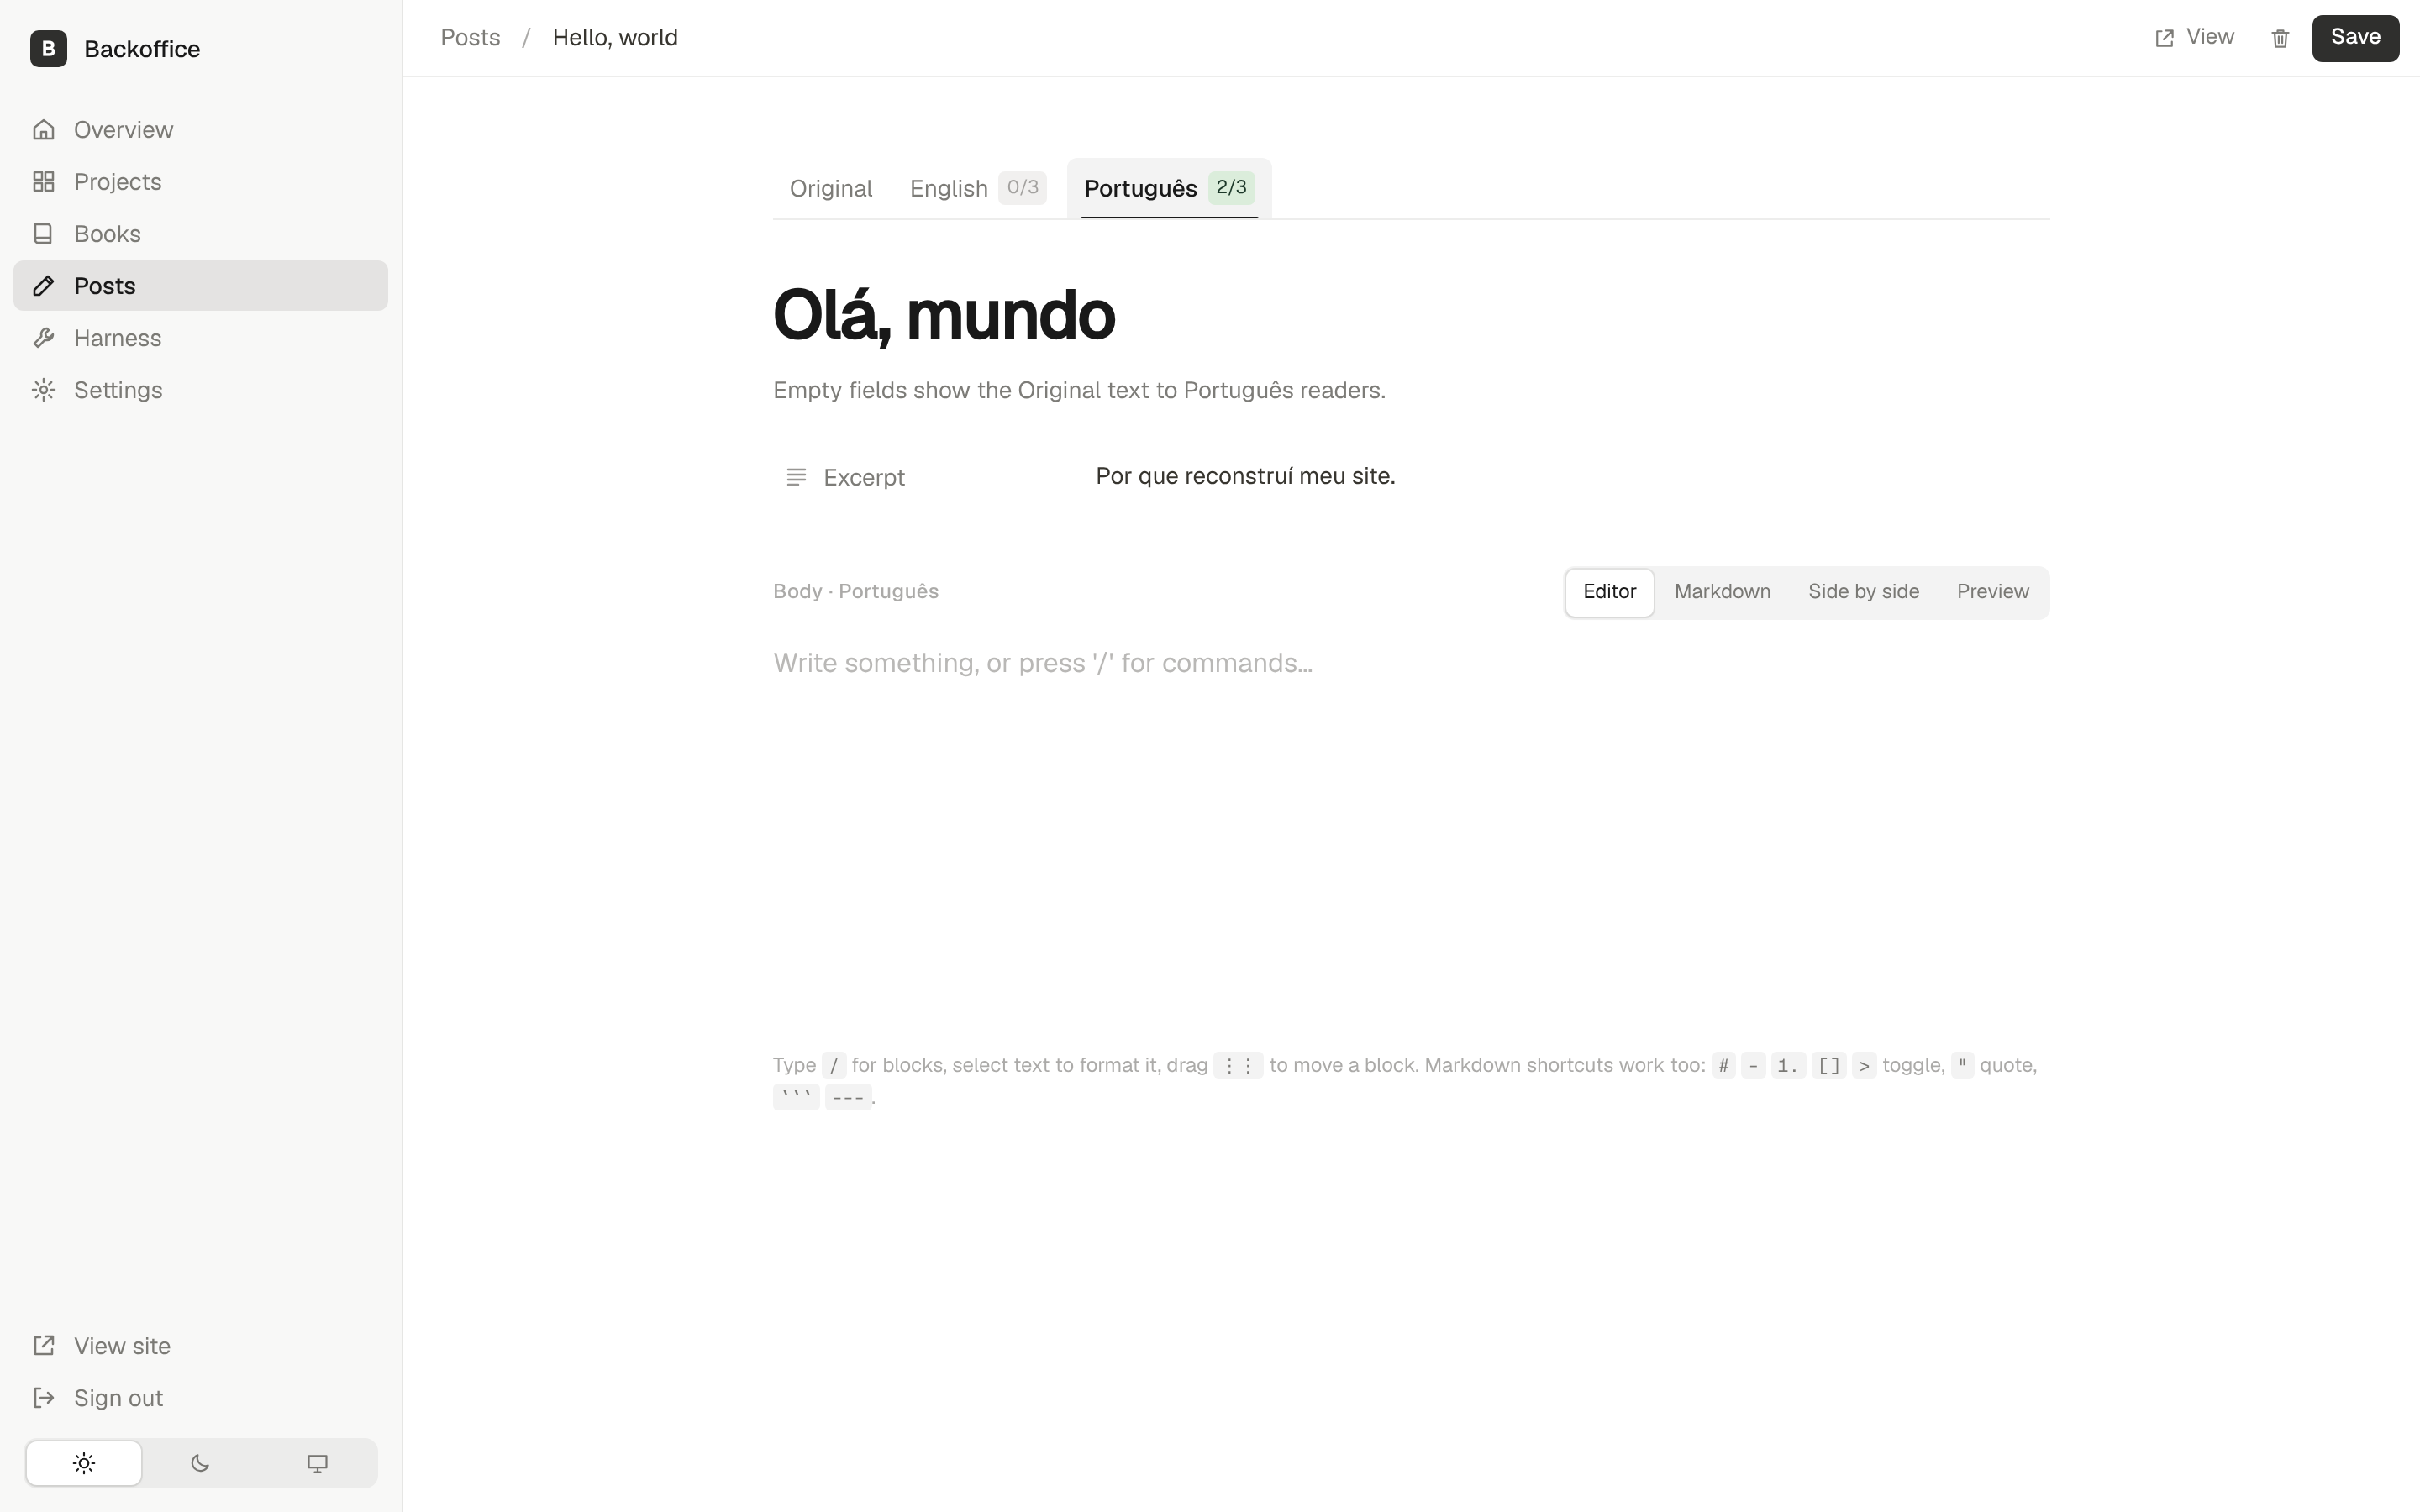 B Backoffice
Overview
Projects
Books
Posts
Harness
Settings
View site
Sign out
Posts / Hello, world
View
Save
Original English 0/3 Português 2/3
Olá, mundo
Empty fields show the Original text to Português readers.
Excerpt Por que reconstruí meu site.
Body · Português
Editor Markdown Side by side Preview
Write something, or press '/' for commands...
Type / for blocks, select text to format it, drag ⋮⋮ to move a block. Markdown shortcuts work too: # - 1. [] > toggle, " quote,
``` ---.